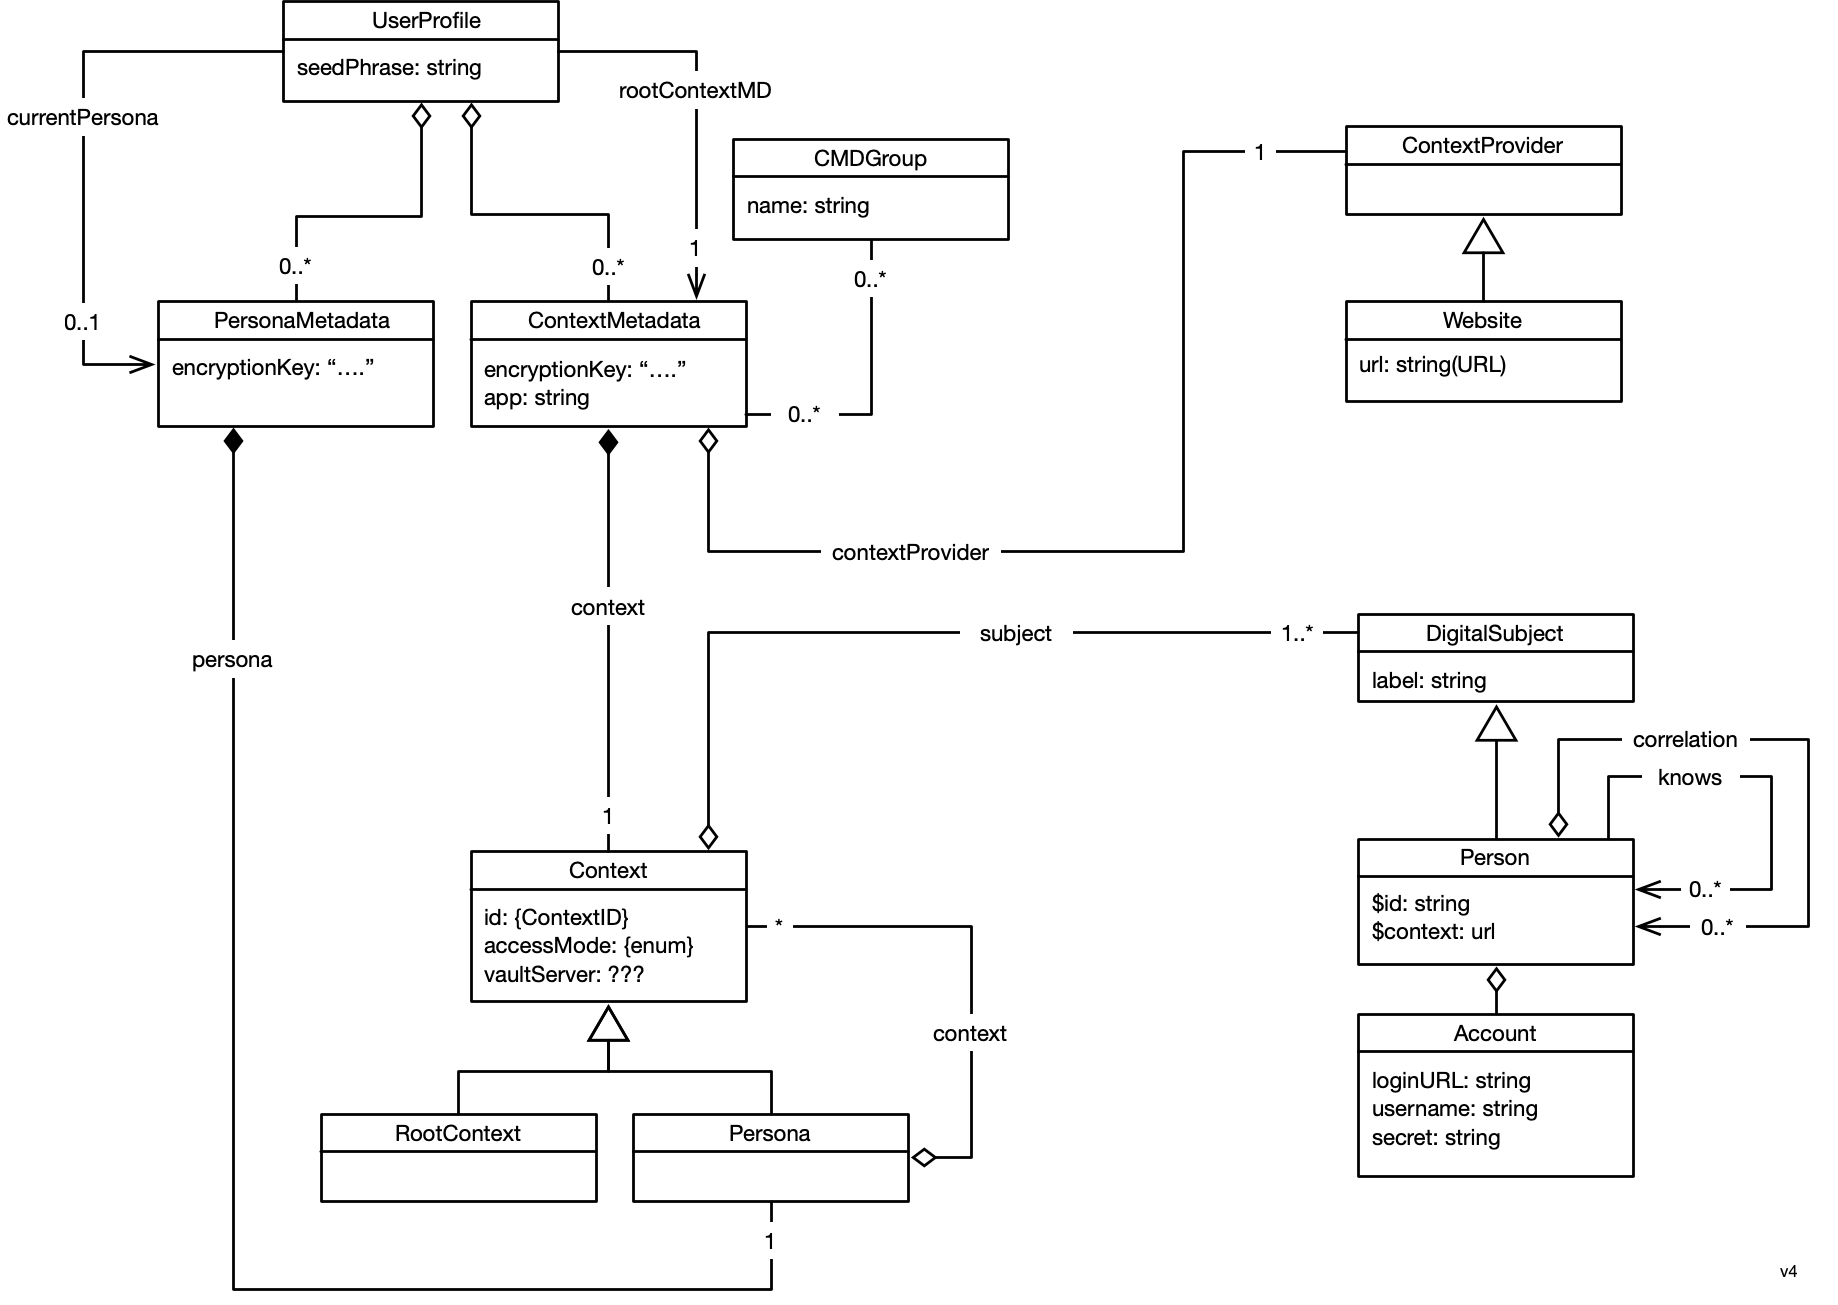 UserProfile
seedPhrase: string
rootContextMD
currentPersona
CMDGroup
name: string
1
ContextProvider
1
0..*
0..*
0..*
0..1
PersonaMetadata
encryptionKey: “....”
ContextMetadata
encryptionKey: “....”
app: string
0..*
Website
url: string(URL)
contextProvider
context
persona
subject
1..*
DigitalSubject
label: string
correlation
knows
1
Context
id: {ContextID}
accessMode: {enum}
vaultServer: ???
*
Person
$id: string
$context: url
0..*
0..*
context
Account
loginURL: string
username: string
secret: string
RootContext
Persona
1
v4